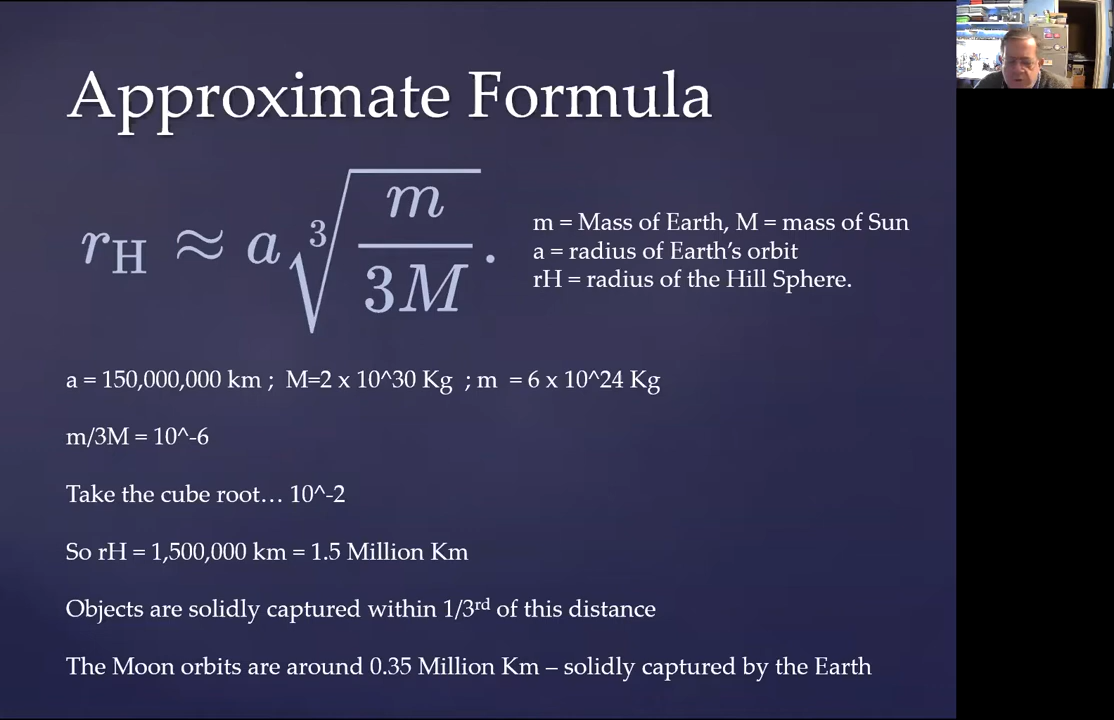 Approximate Formula
r_H ≈ a ∛(m/3M).
m = Mass of Earth, M = mass of Sun
a = radius of Earth's orbit
rH = radius of the Hill Sphere.
a = 150,000,000 km ; M=2 x 10^30 Kg ; m = 6 x 10^24 Kg
m/3M = 10^-6
Take the cube root… 10^-2
So rH = 1,500,000 km = 1.5 Million Km
Objects are solidly captured within 1/3rd of this distance
The Moon orbits are around 0.35 Million Km – solidly captured by the Earth